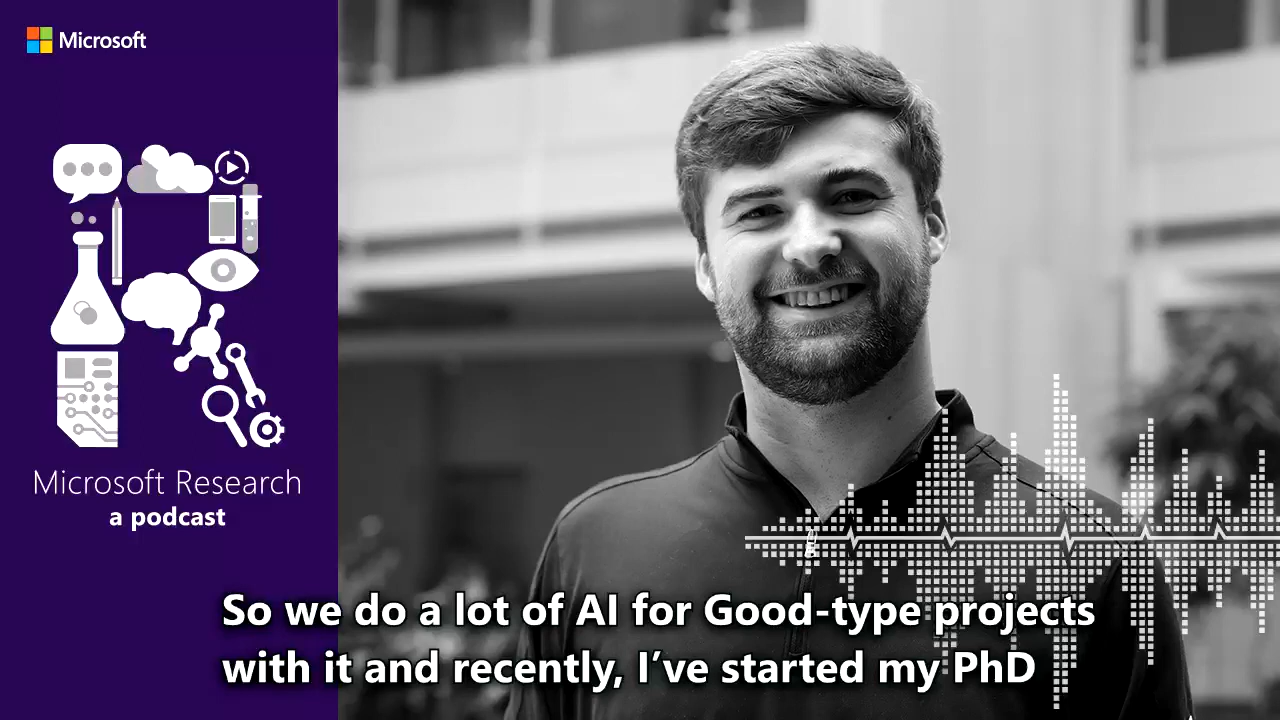 Microsoft
Microsoft Research
a podcast
So we do a lot of AI for Good-type projects
with it and recently, I’ve started my PhD